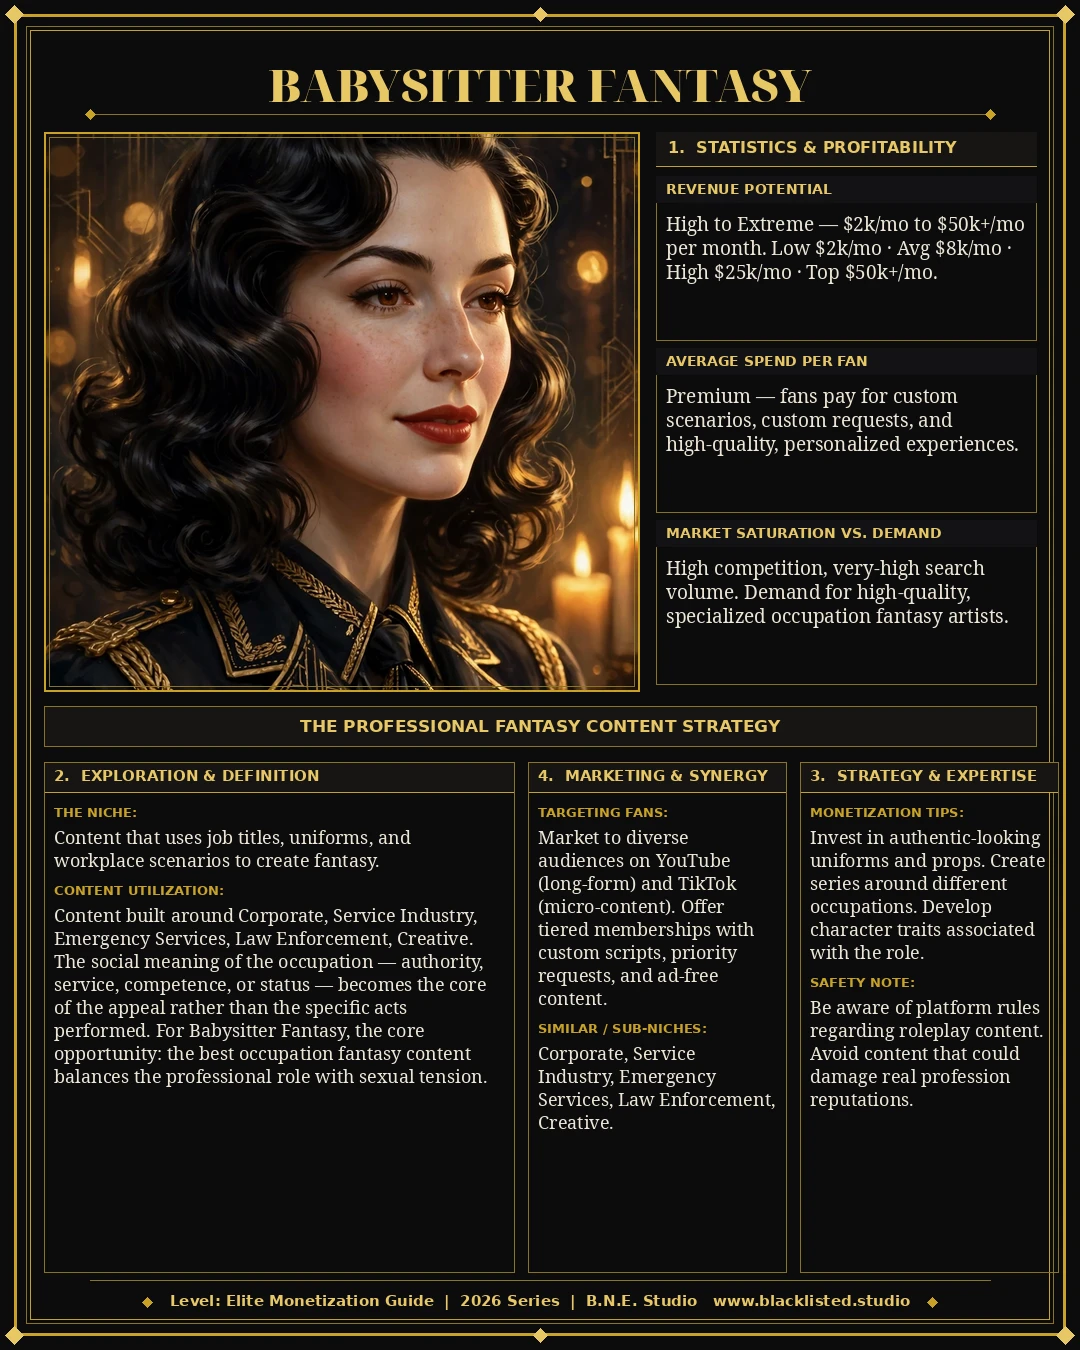 BABYSITTER FANTASY
1. STATISTICS & PROFITABILITY
REVENUE POTENTIAL
High to Extreme — $2k/mo to $50k+/mo
per month. Low $2k/mo · Avg $8k/mo ·
High $25k/mo · Top $50k+/mo.
AVERAGE SPEND PER FAN
Premium — fans pay for custom
scenarios, custom requests, and
high-quality, personalized experiences.
MARKET SATURATION VS. DEMAND
High competition, very-high search
volume. Demand for high-quality,
specialized occupation fantasy artists.
THE PROFESSIONAL FANTASY CONTENT STRATEGY
2. EXPLORATION & DEFINITION
THE NICHE:
Content that uses job titles, uniforms, and
workplace scenarios to create fantasy.
CONTENT UTILIZATION:
Content built around Corporate, Service Industry,
Emergency Services, Law Enforcement, Creative.
The social meaning of the occupation — authority,
service, competence, or status — becomes the core
of the appeal rather than the specific acts
performed. For Babysitter Fantasy, the core
opportunity: the best occupation fantasy content
balances the professional role with sexual tension.
4. MARKETING & SYNERGY
TARGETING FANS:
Market to diverse
audiences on YouTube
(long-form) and TikTok
(micro-content). Offer
tiered memberships with
custom scripts, priority
requests, and ad-free
content.
SIMILAR / SUB-NICHES:
Corporate, Service
Industry, Emergency
Services, Law Enforcement,
Creative.
3. STRATEGY & EXPERTISE
MONETIZATION TIPS:
Invest in authentic-looking
uniforms and props. Create
series around different
occupations. Develop
character traits associated
with the role.
SAFETY NOTE:
Be aware of platform rules
regarding roleplay content.
Avoid content that could
damage real profession
reputations.
Level: Elite Monetization Guide | 2026 Series | B.N.E. Studio www.blacklisted.studio